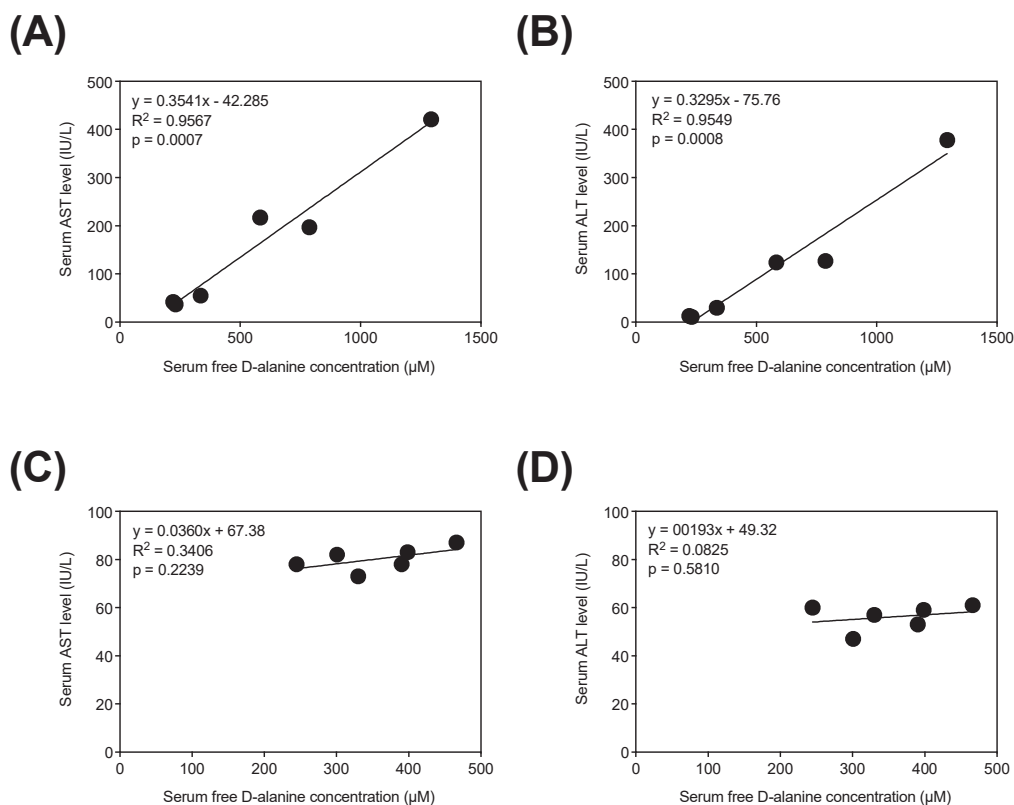 (A)
500
400
300
200
100
0
Serum AST level (IU/L)
y = 0.3541x - 42.285
R2 = 0.9567
p = 0.0007
0 500 1000 1500
Serum free D-alanine concentration (µM)
(B)
500
400
300
200
100
0
Serum ALT level (IU/L)
y = 0.3295x - 75.76
R2 = 0.9549
p = 0.0008
0 500 1000 1500
Serum free D-alanine concentration (µM)
(C)
100
80
60
40
20
0
Serum AST level (IU/L)
y = 0.0360x + 67.38
R2 = 0.3406
p = 0.2239
0 100 200 300 400 500
Serum free D-alanine concentration (µM)
(D)
100
80
60
40
20
0
Serum ALT level (IU/L)
y = 00193x + 49.32
R2 = 0.0825
p = 0.5810
0 100 200 300 400 500
Serum free D-alanine concentration (µM)